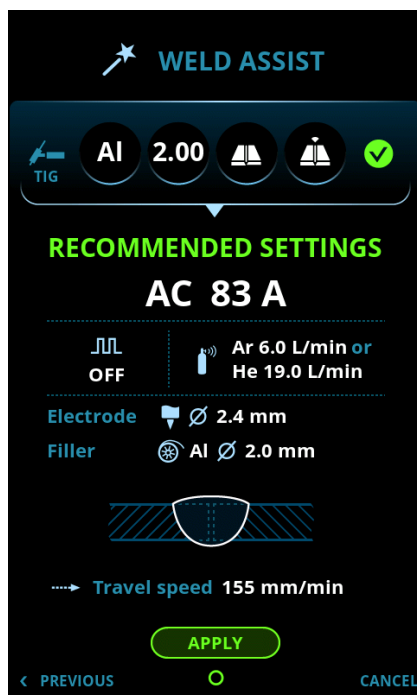 WELD ASSIST
TIG
Al
2.00
RECOMMENDED SETTINGS
AC 83 A
OFF
Ar 6.0 L/min or
He 19.0 L/min
Electrode Ø 2.4 mm
Filler Al Ø 2.0 mm
Travel speed 155 mm/min
APPLY
‹ PREVIOUS
CANCEL